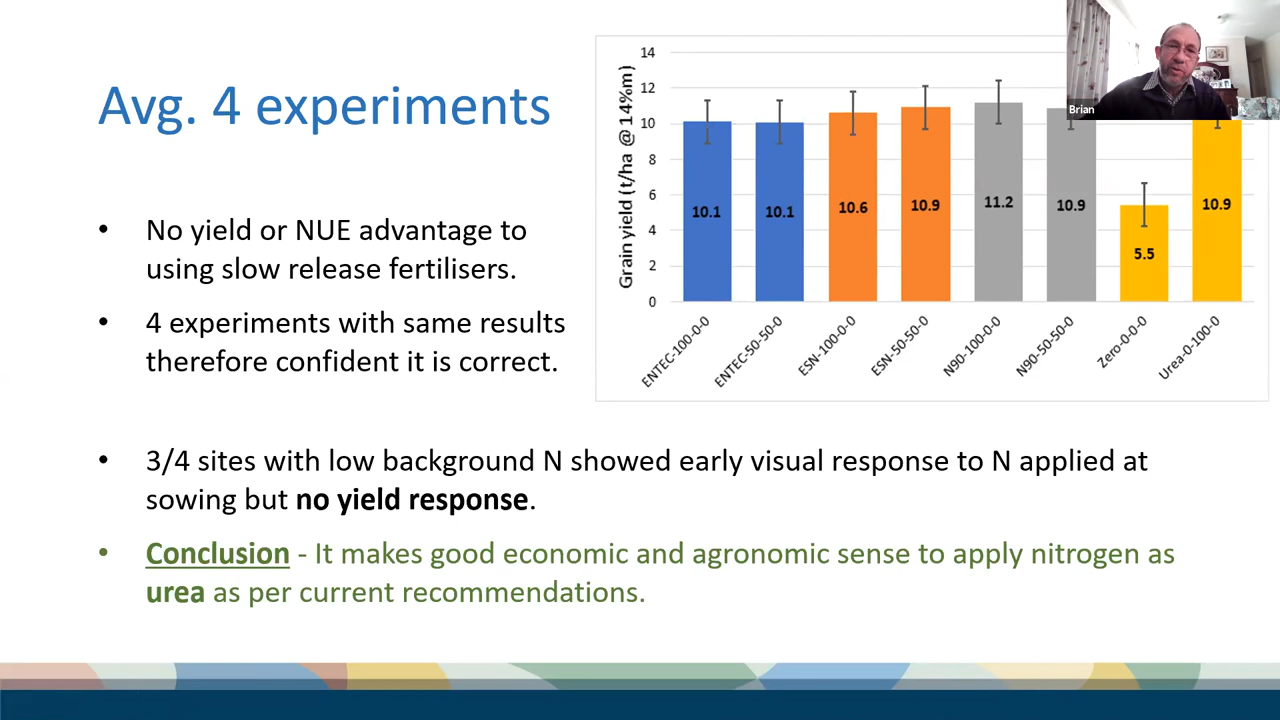 Avg. 4 experiments
• No yield or NUE advantage to
using slow release fertilisers.
• 4 experiments with same results
therefore confident it is correct.
Grain yield (t/ha @ 14%m)
14
12
10
8
6
4
2
0
10.1
10.1
10.6
10.9
11.2
10.9
5.5
10.9
ENTEC-100-0-0
ENTEC-50-50-0
ESN-100-0-0
ESN-50-50-0
N90-100-0-0
N90-50-50-0
Zero-0-0-0
Urea-0-100-0
Brian
• 3/4 sites with low background N showed early visual response to N applied at
sowing but no yield response.
• Conclusion - It makes good economic and agronomic sense to apply nitrogen as
urea as per current recommendations.